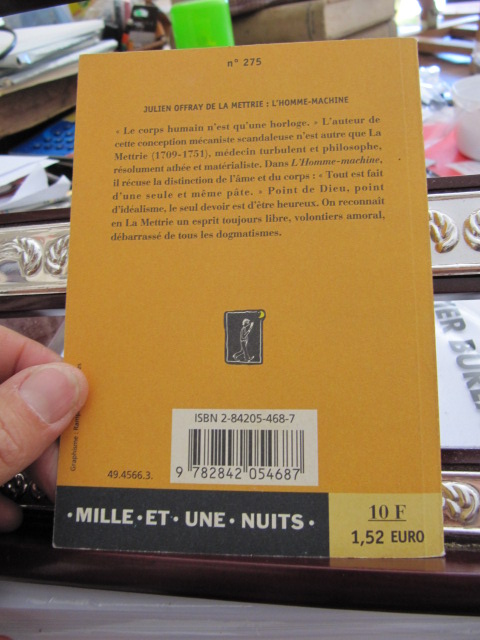 n° 275
JULIEN OFFRAY DE LA METTRIE : L'HOMME-MACHINE
« Le corps humain n'est qu'une horloge. » L'auteur de
cette conception mécaniste scandaleuse n'est autre que La
Mettrie (1709-1751), médecin turbulent et philosophe,
résolument athée et matérialiste. Dans L'Homme-machine,
il récuse la distinction de l'âme et du corps : « Tout est fait
d'une seule et même pâte. » Point de Dieu, point
d'idéalisme, le seul devoir est d'être heureux. On reconnaît
en La Mettrie un esprit toujours libre, volontiers amoral,
débarrassé de tous les dogmatismes.
Graphisme :
ISBN 2-84205-468-7
9 782842 054687
49.4566.3.
· MILLE · ET · UNE · NUITS ·
10 F
1,52 EURO